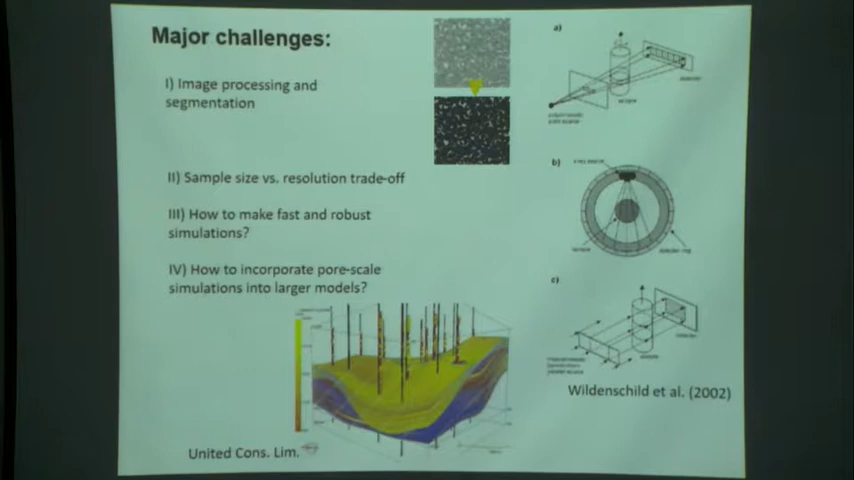 Major challenges:
I) Image processing and
segmentation
II) Sample size vs. resolution trade-off
III) How to make fast and robust
simulations?
IV) How to incorporate pore-scale
simulations into larger models?
United Cons. Lim.
a)
b)
c)
Wildenschild et al. (2002)